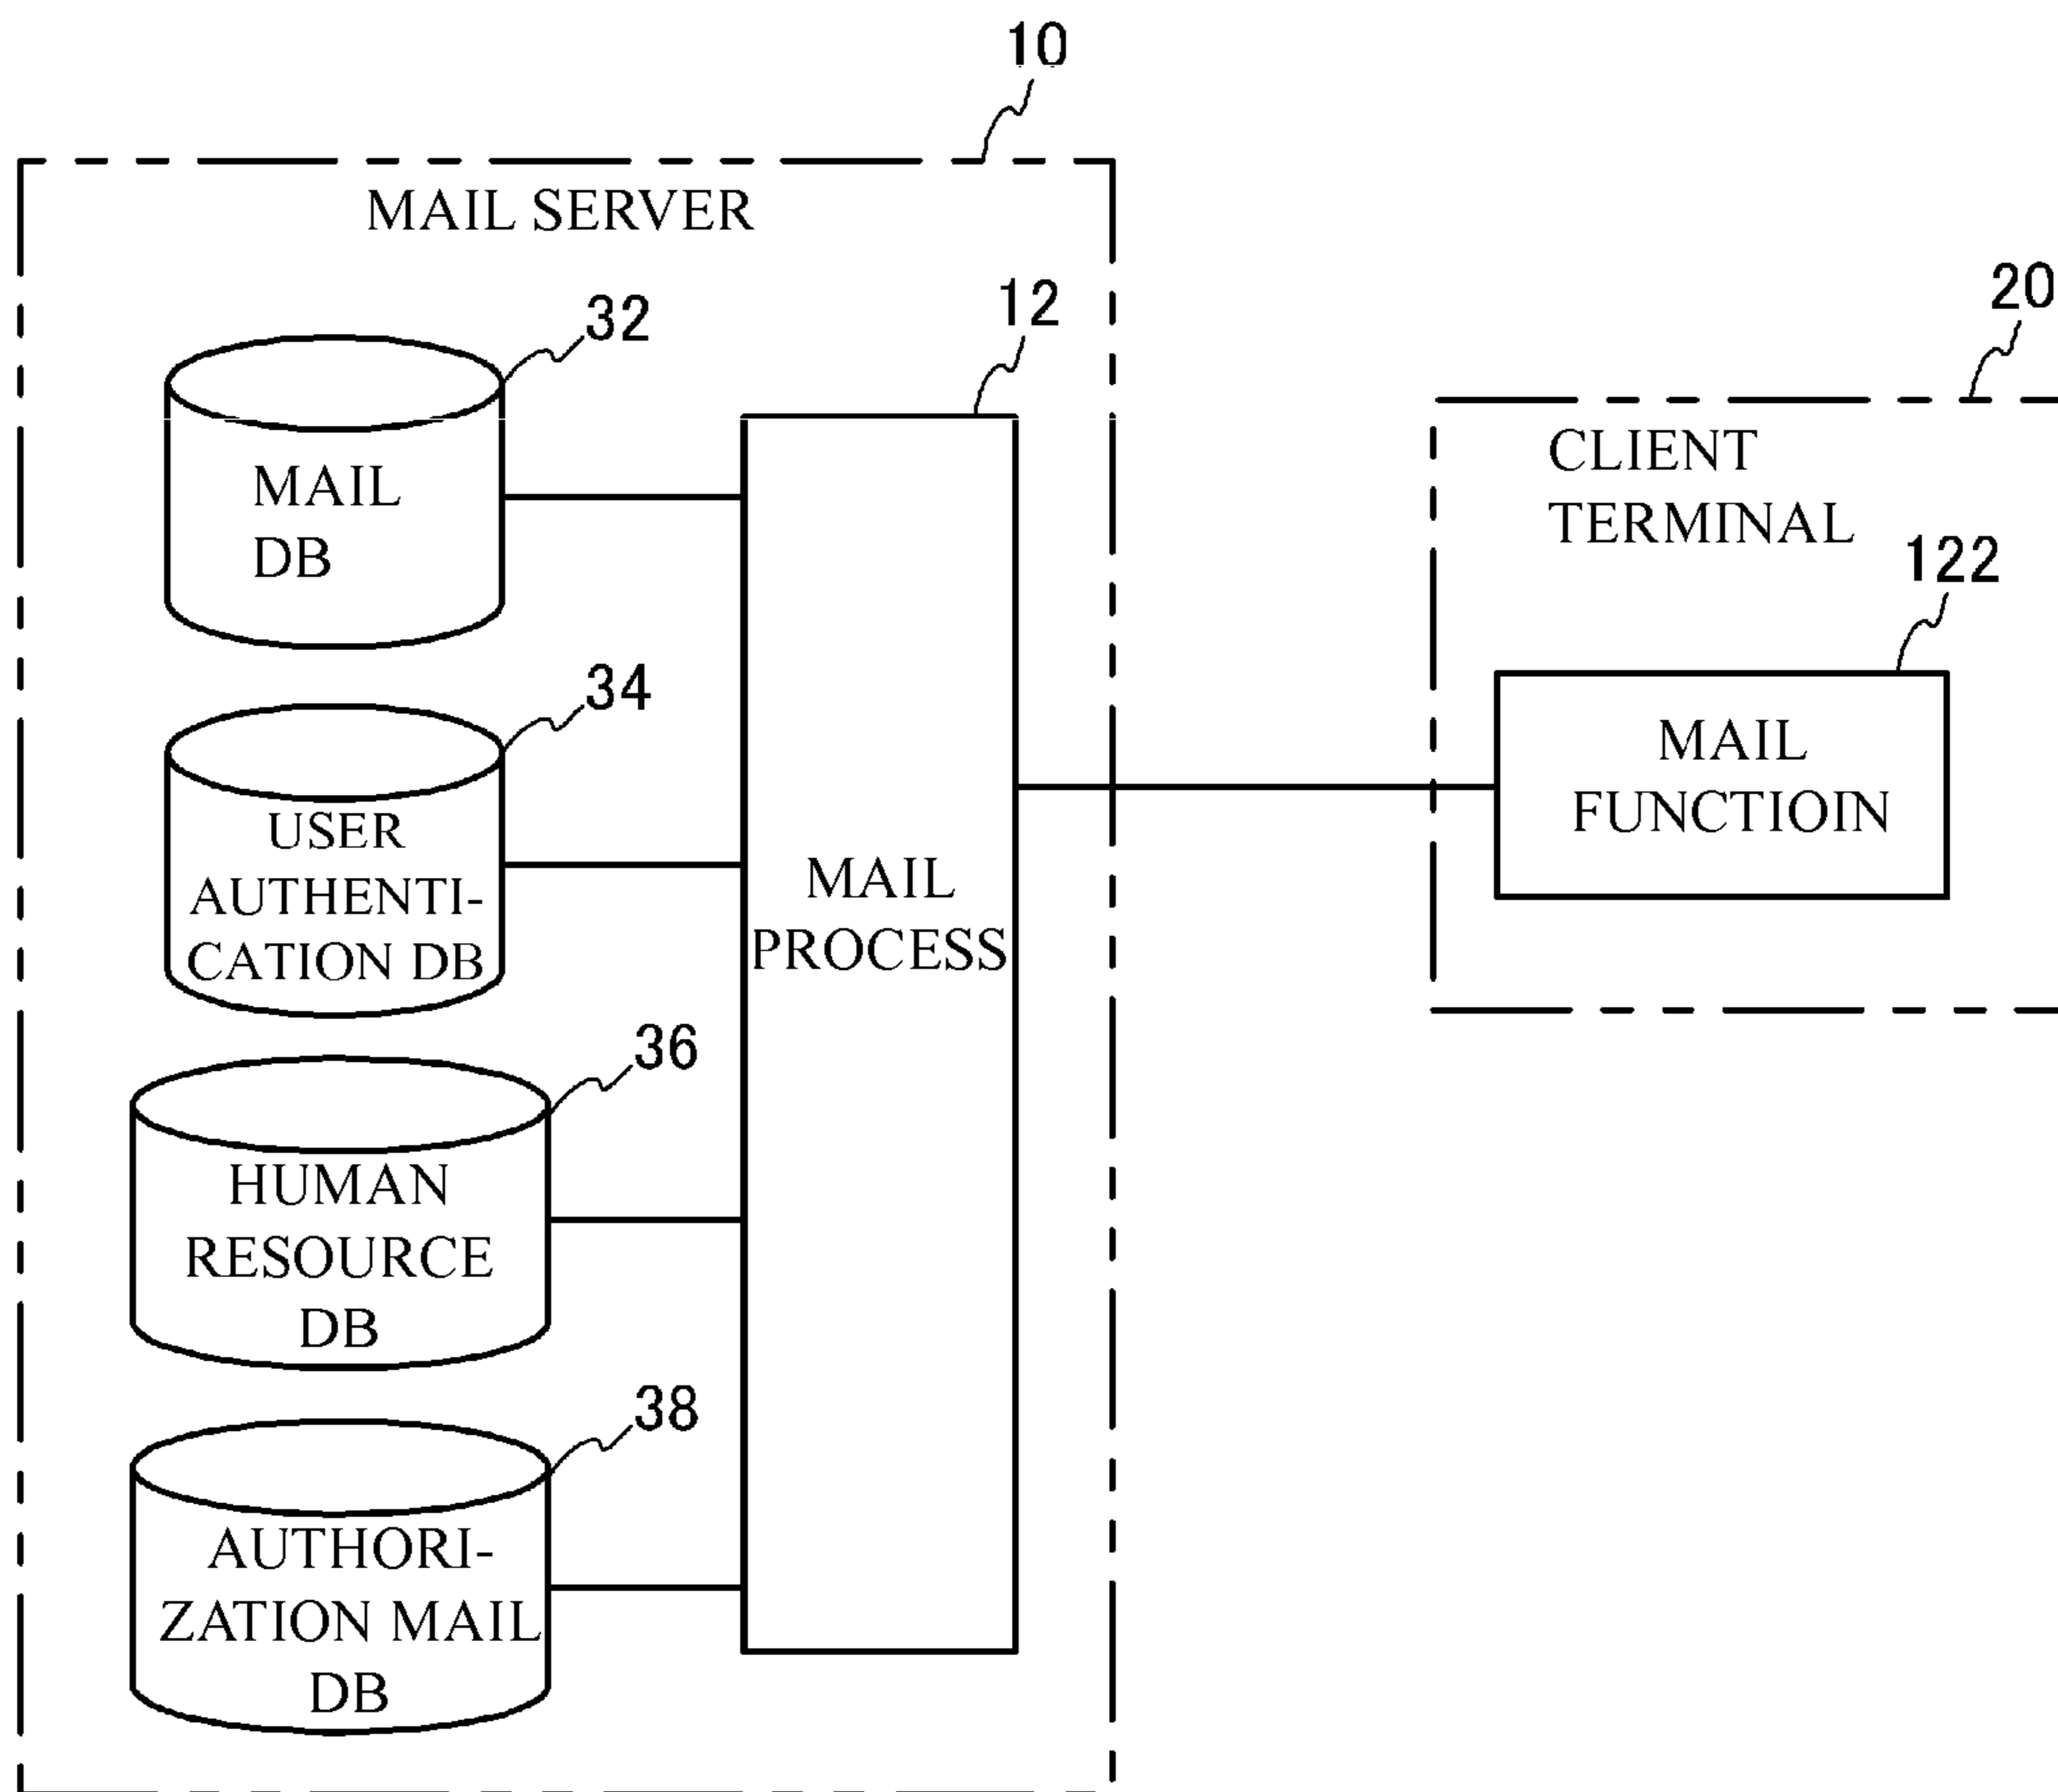 10
MAIL SERVER
32
12
20
MAIL
DB
CLIENT
TERMINAL
122
34
MAIL
FUNCTIOIN
USER
AUTHENTI-
CATION DB
MAIL
PROCESS
36
HUMAN
RESOURCE
DB
38
AUTHORI-
ZATION MAIL
DB